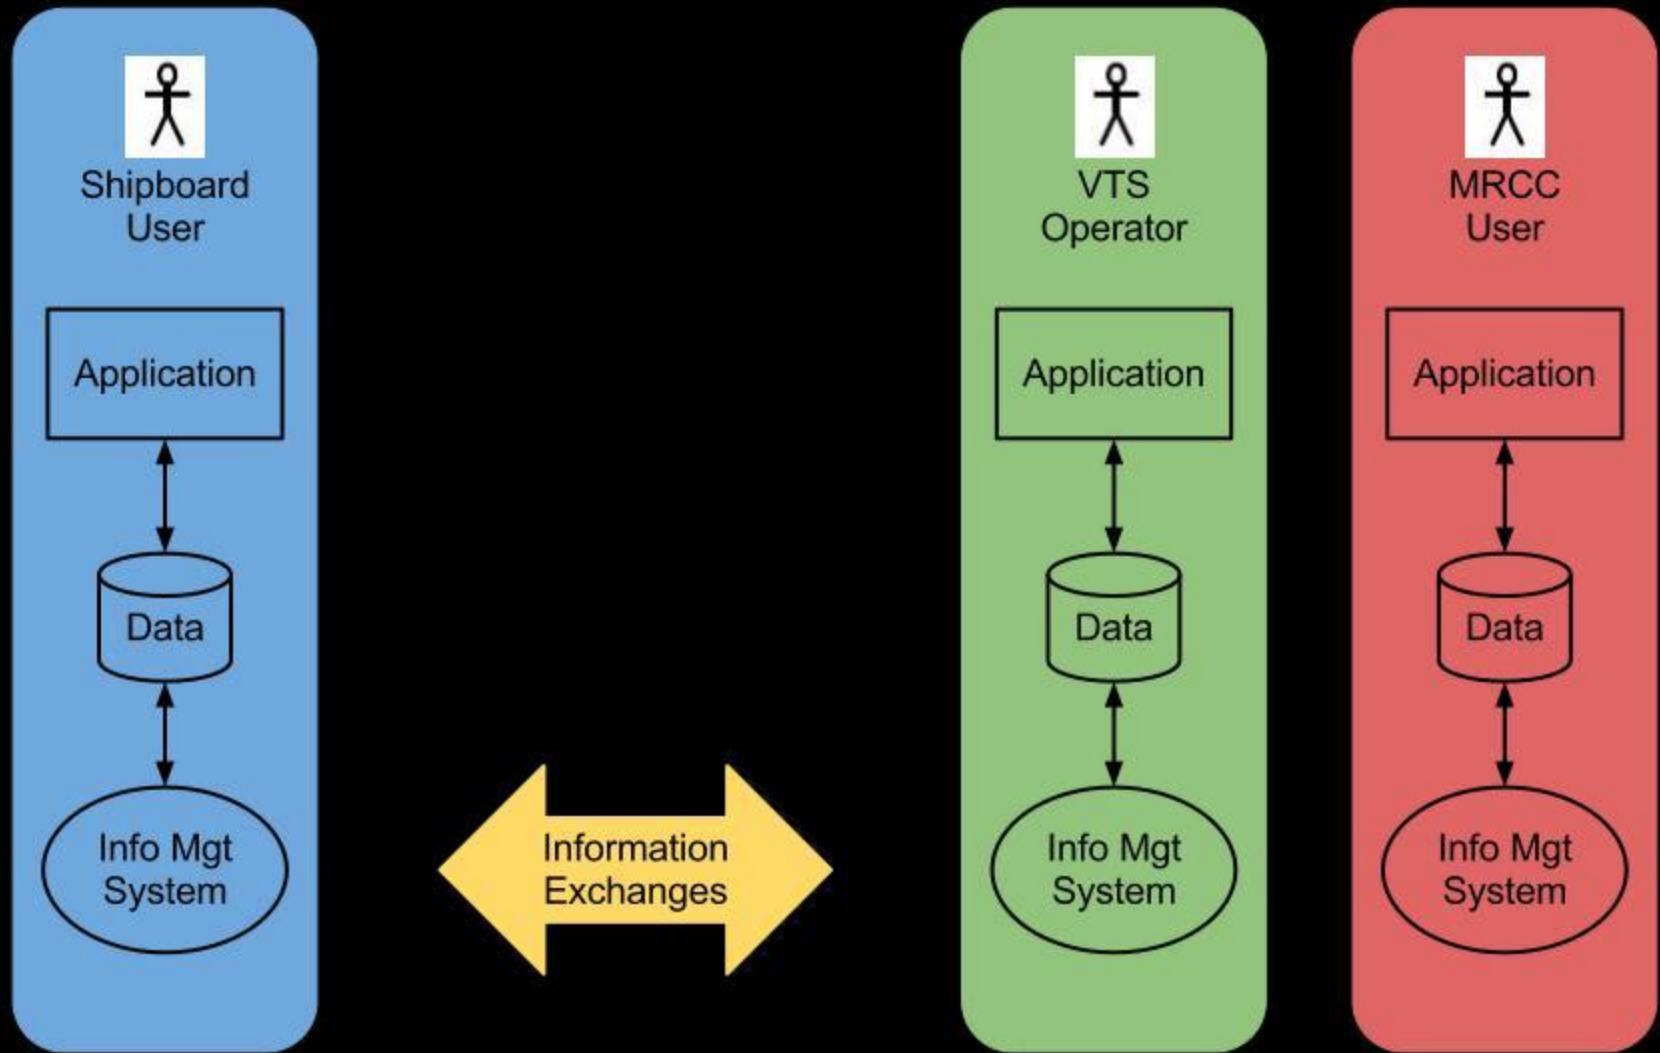 Shipboard
User
Application
Data
Info Mgt
System
Information
Exchanges
VTS
Operator
Application
Data
Info Mgt
System
MRCC
User
Application
Data
Info Mgt
System